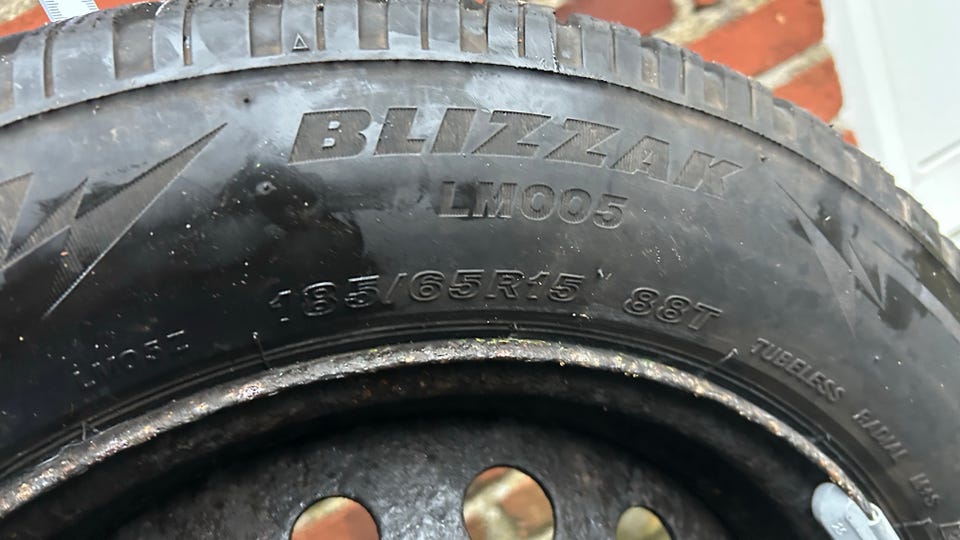 BLIZZAK
LM005
185/65R15 88T
TUBELESS RADIAL M+S